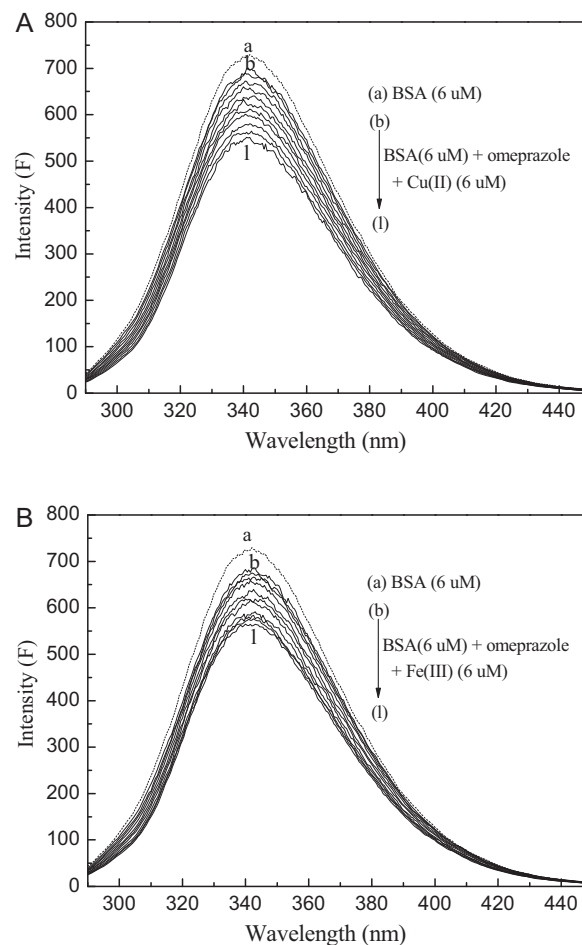 A
800
700
600
500
400
300
200
100
0
Intensity (F)
a
b
l
(a) BSA (6 uM)
(b)
BSA(6 uM) + omeprazole
+ Cu(II) (6 uM)
(l)
300 320 340 360 380 400 420 440
Wavelength (nm)
B
800
700
600
500
400
300
200
100
0
Intensity (F)
a
b
l
(a) BSA (6 uM)
(b)
BSA(6 uM) + omeprazole
+ Fe(III) (6 uM)
(l)
300 320 340 360 380 400 420 440
Wavelength (nm)